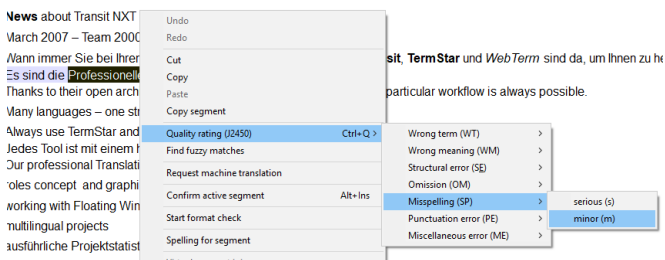 News about Transit NXT
March 2007 – Team 2000
Wann immer Sie bei Ihrer
sit, TermStar und WebTerm sind da, um Ihnen zu he
Es sind die Professionelle
Thanks to their open arch
particular workflow is always possible.
Many languages – one str
Always use TermStar and
Jedes Tool ist mit einem h
Our professional Translati
roles concept and graphi
working with Floating Win
multilingual projects
ausführliche Projektstatist
Undo
Redo
Cut
Copy
Paste
Copy segment
Quality rating (J2450) Ctrl+Q >
Find fuzzy matches
Request machine translation
Confirm active segment Alt+Ins
Start format check
Spelling for segment
Wrong term (WT) >
Wrong meaning (WM) >
Structural error (SE) >
Omission (OM) >
Misspelling (SP) >
Punctuation error (PE) >
Miscellaneous error (ME) >
serious (s)
minor (m)